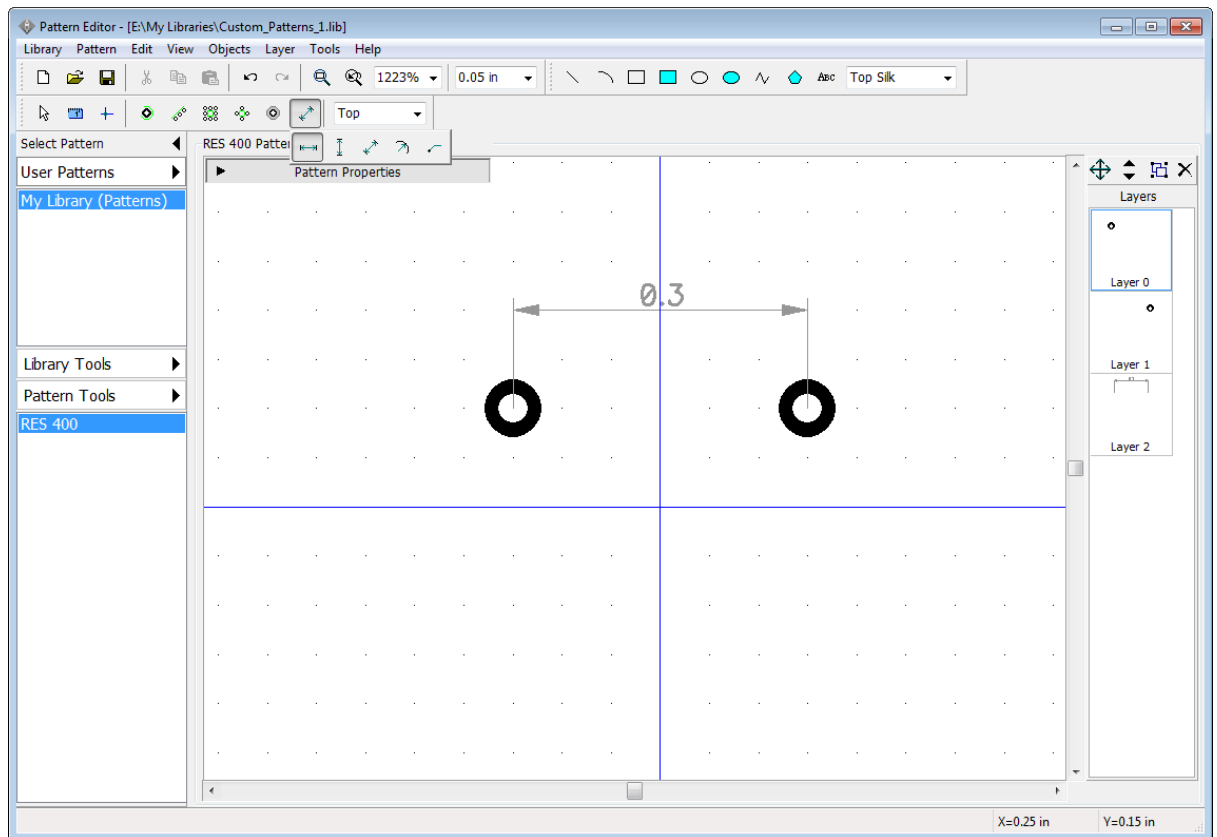 Pattern Editor - [E:\My Libraries\Custom_Patterns_1.lib]
Library Pattern Edit View Objects Layer Tools Help
1223% 0.05 in ABC Top Silk
Top
Select Pattern
RES 400 Patter
User Patterns
Pattern Properties
My Library (Patterns)
Layers
Layer 0
0.3
Layer 1
Library Tools
Pattern Tools
RES 400
Layer 2
X=0.25 in Y=0.15 in